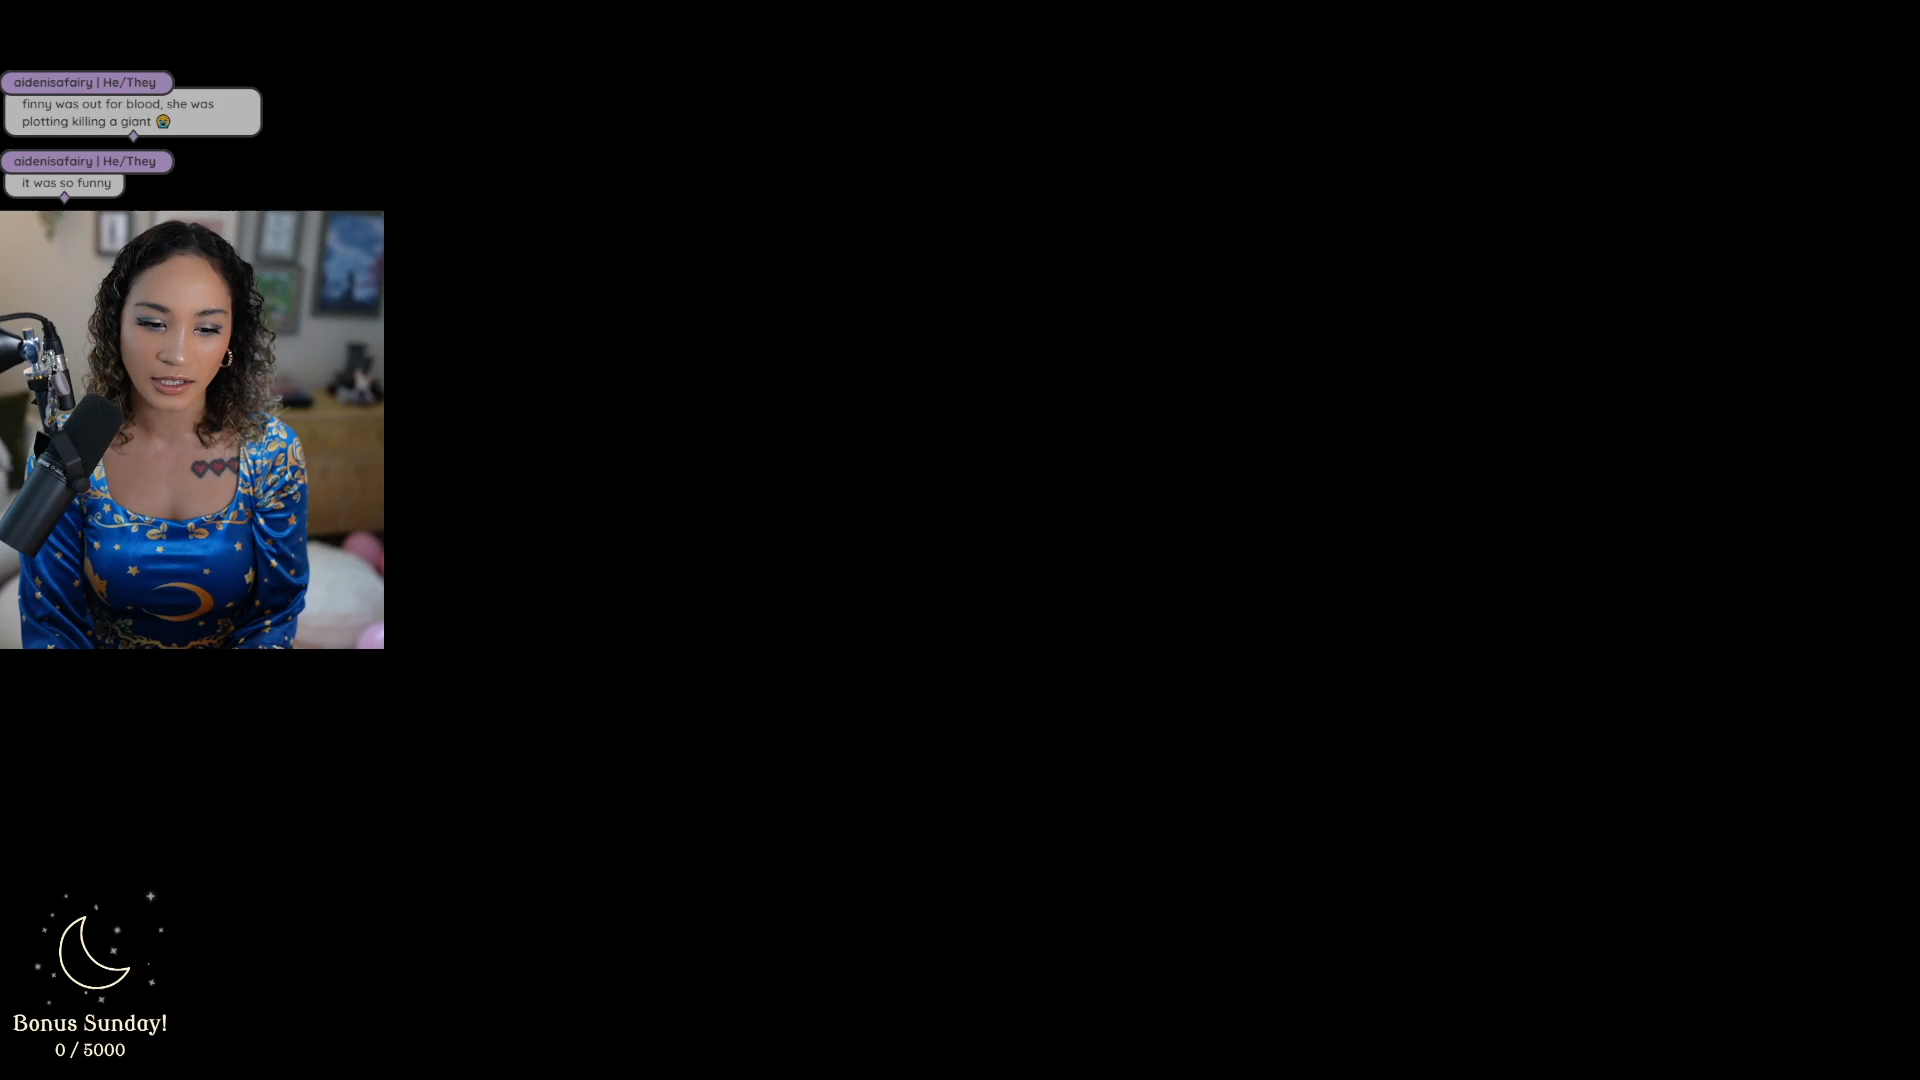 aidenisafairy | He/They
finny was out for blood, she was
plotting killing a giant 😭
aidenisafairy | He/They
it was so funny
Bonus Sunday!
0 / 5000